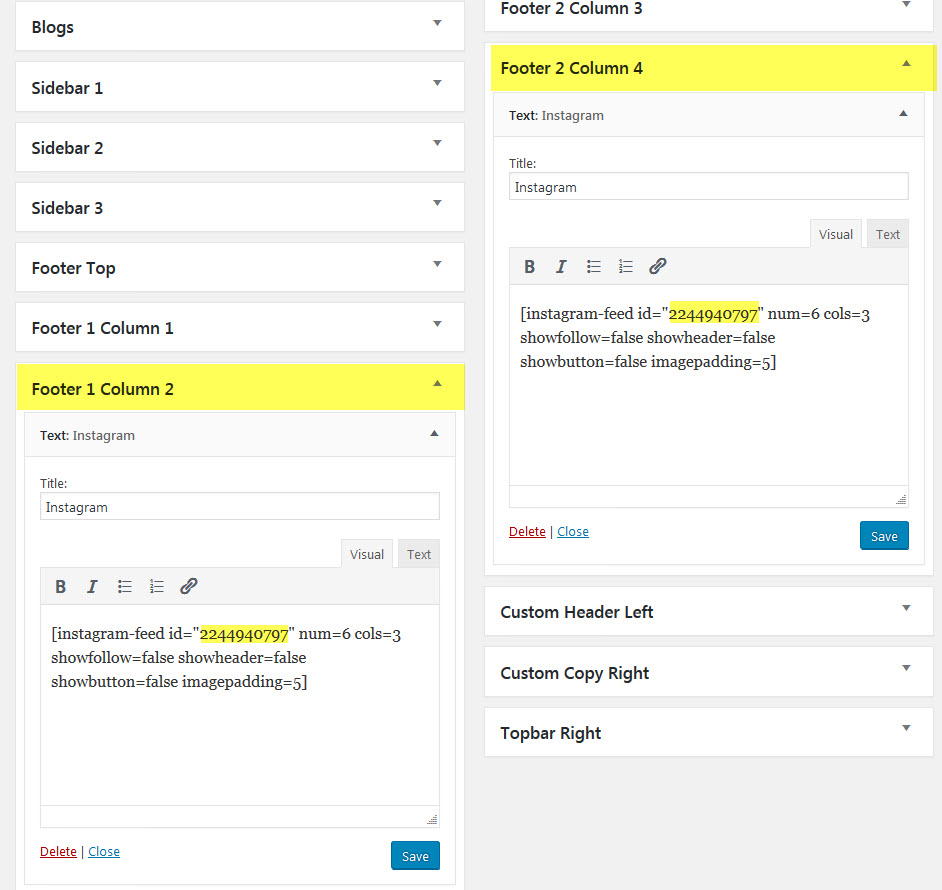 Blogs
Sidebar 1
Sidebar 2
Sidebar 3
Footer Top
Footer 1 Column 1
Footer 1 Column 2
Text: Instagram
Title:
Instagram
Visual Text
B I
[instagram-feed id="2244940797" num=6 cols=3
showfollow=false showheader=false
showbutton=false imagepadding=5]
Delete | Close
Save
Footer 2 Column 3
Footer 2 Column 4
Text: Instagram
Title:
Instagram
Visual Text
B I
[instagram-feed id="2244940797" num=6 cols=3
showfollow=false showheader=false
showbutton=false imagepadding=5]
Delete | Close
Save
Custom Header Left
Custom Copy Right
Topbar Right